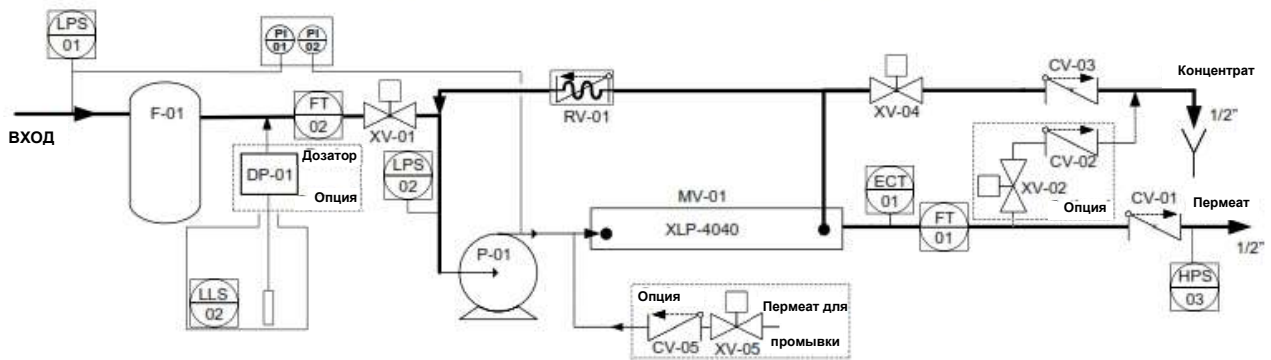 LPS
01
PI
01
PI
02
ВХОД
F-01
FT
02
XV-01
Дозатор
DP-01
Опция
LLS
02
LPS
02
P-01
RV-01
MV-01
XLP-4040
Опция
Пермеат для
промывки
CV-05
XV-05
XV-04
CV-03
Концентрат
1/2"
CV-02
XV-02
Опция
ECT
01
FT
01
CV-01
Пермеат
1/2"
HPS
03